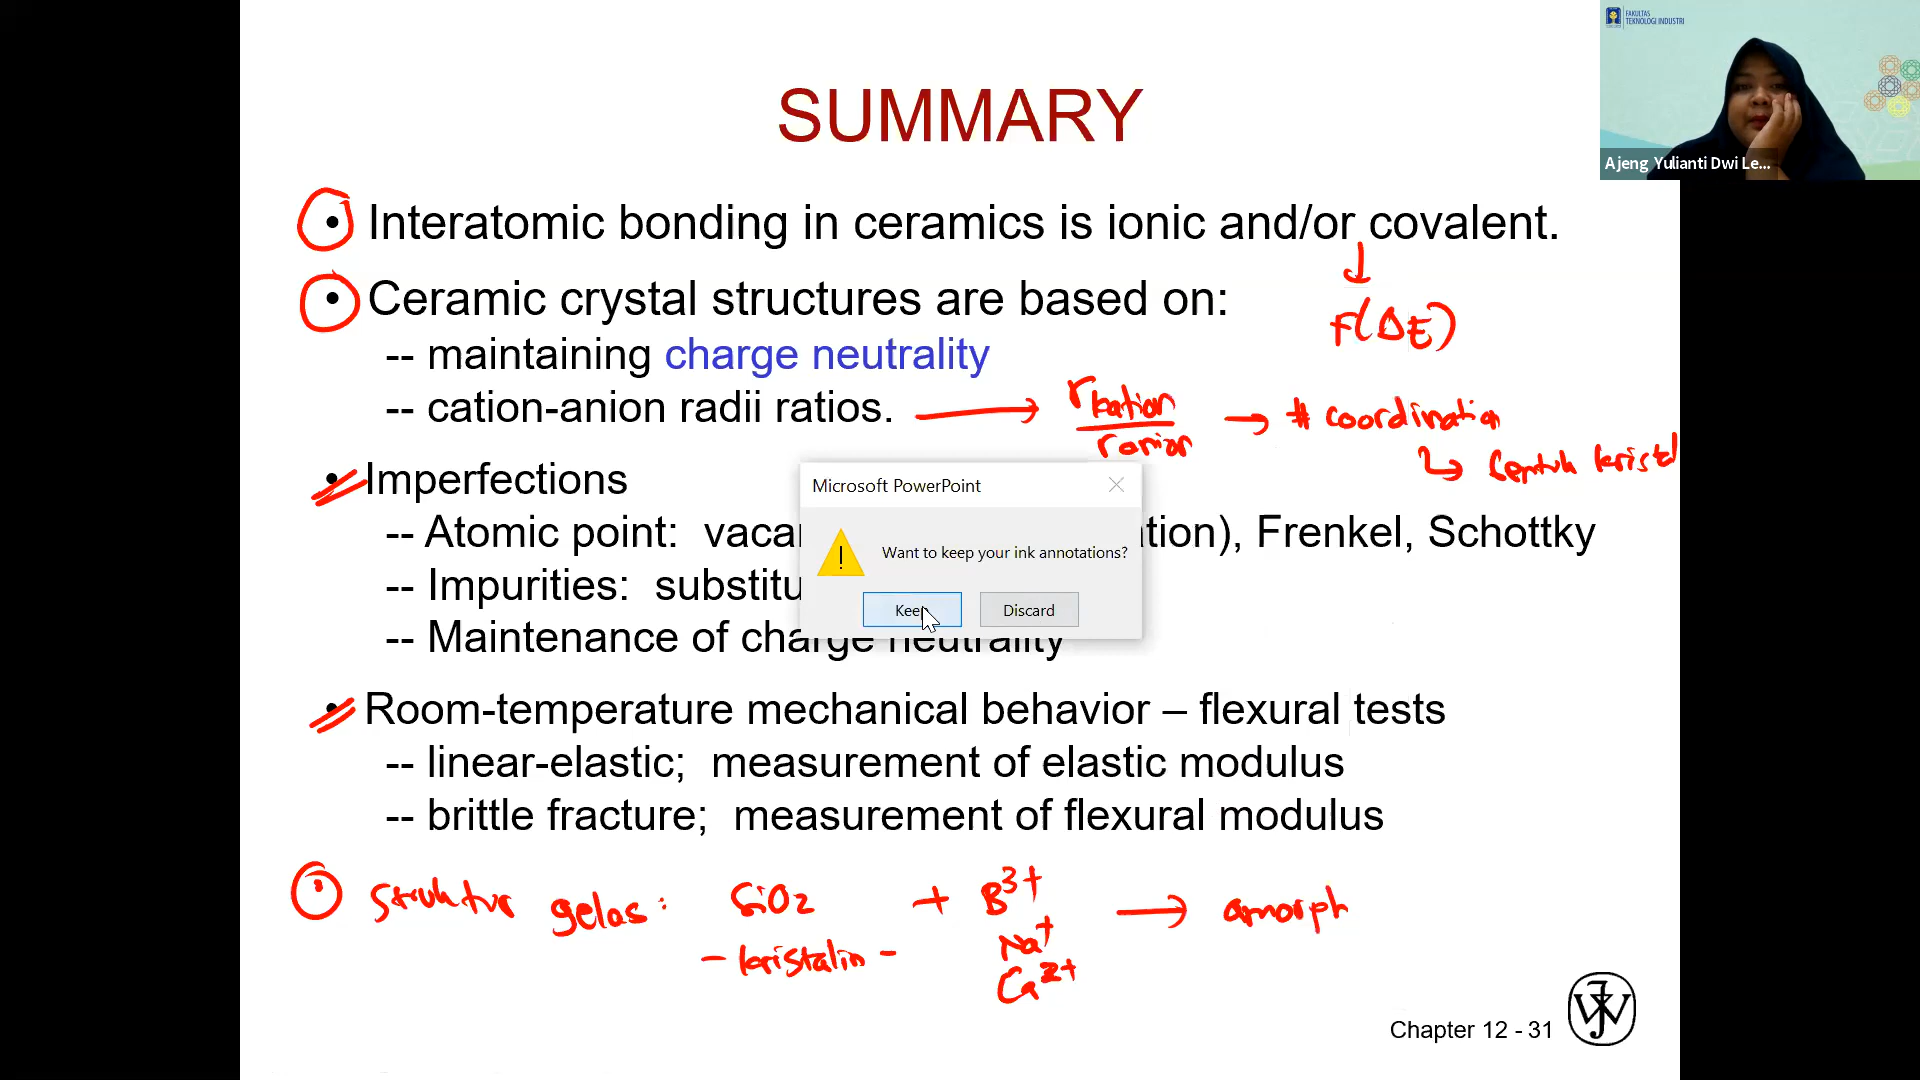 FAKULTAS
TEKNOLOGI INDUSTRI
Ajeng Yulianti Dwi Le...
SUMMARY
• Interatomic bonding in ceramics is ionic and/or covalent.
F(ΔE)
• Ceramic crystal structures are based on:
-- maintaining charge neutrality
-- cation-anion radii ratios. → r kation / r anion → # coordination
↳ bentuk kristal
• Imperfections
-- Atomic point: vaca tion), Frenkel, Schottky
-- Impurities: substitu
-- Maintenance of charge neutrality
Microsoft PowerPoint
Want to keep your ink annotations?
Keep Discard
• Room-temperature mechanical behavior – flexural tests
-- linear-elastic; measurement of elastic modulus
-- brittle fracture; measurement of flexural modulus
struktur gelas: SiO2 + B3+ → amorph
- kristalin - Na+
Ca2+
Chapter 12 - 31